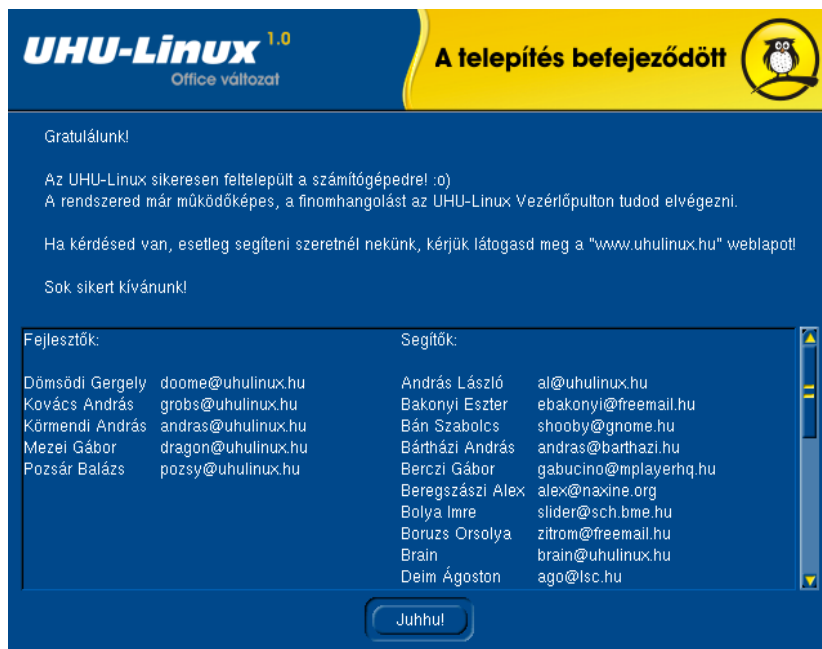 UHU-Linux 1.0
Office változat
A telepítés befejeződött
Gratulálunk!
Az UHU-Linux sikeresen feltelepült a számítógépedre! :o)
A rendszered már mûködőképes, a finomhangolást az UHU-Linux Vezérlőpulton tudod elvégezni.
Ha kérdésed van, esetleg segíteni szeretnél nekünk, kérjük látogasd meg a "www.uhulinux.hu" weblapot!
Sok sikert kívánunk!
Fejlesztők:
Dömsödi Gergely doome@uhulinux.hu
Kovács András grobs@uhulinux.hu
Körmendi András andras@uhulinux.hu
Mezei Gábor dragon@uhulinux.hu
Pozsár Balázs pozsy@uhulinux.hu
Segítők:
András László al@uhulinux.hu
Bakonyi Eszter ebakonyi@freemail.hu
Bán Szabolcs shooby@gnome.hu
Bártházi András andras@barthazi.hu
Berczi Gábor gabucino@mplayerhq.hu
Beregszászi Alex alex@naxine.org
Bolya Imre slider@sch.bme.hu
Boruzs Orsolya zitrom@freemail.hu
Brain brain@uhulinux.hu
Deim Ágoston ago@lsc.hu
Juhhu!